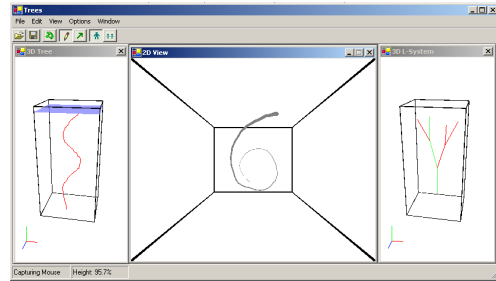 Trees
File Edit View Options Window
3D Tree
2D View
3D L-System
Capturing Mouse Height: 95.7%